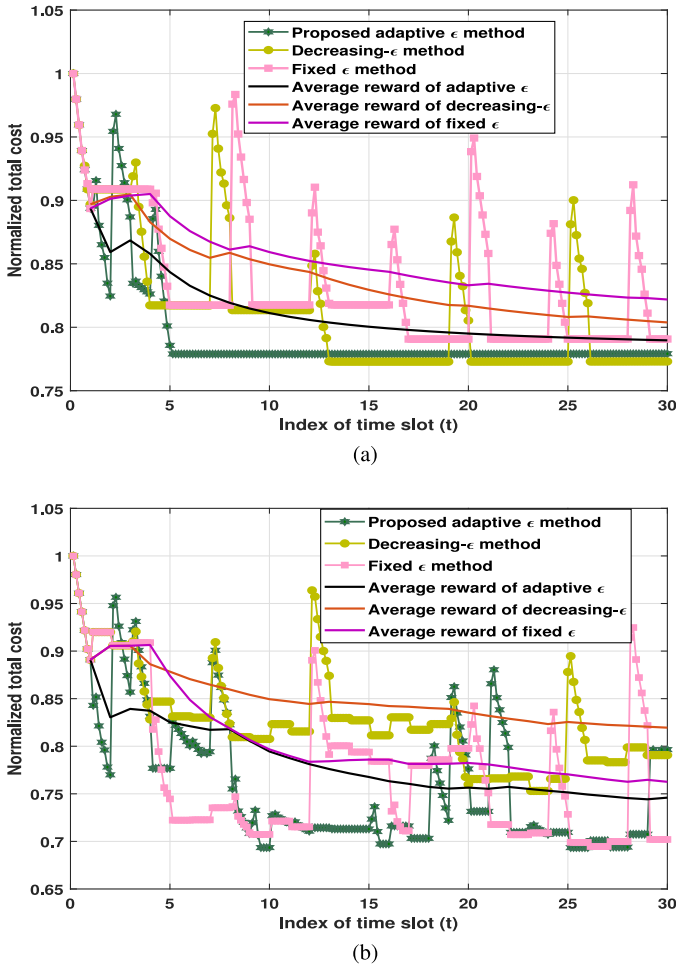 1.05
1
0.95
0.9
0.85
0.8
0.75
Normalized total cost
Proposed adaptive ϵ method
Decreasing-ϵ method
Fixed ϵ method
Average reward of adaptive ϵ
Average reward of decreasing-ϵ
Average reward of fixed ϵ
0 5 10 15 20 25 30
Index of time slot (t)
(a)
1.05
1
0.95
0.9
0.85
0.8
0.75
0.7
0.65
Normalized total cost
Proposed adaptive ϵ method
Decreasing-ϵ method
Fixed ϵ method
Average reward of adaptive ϵ
Average reward of decreasing-ϵ
Average reward of fixed ϵ
0 5 10 15 20 25 30
Index of time slot (t)
(b)